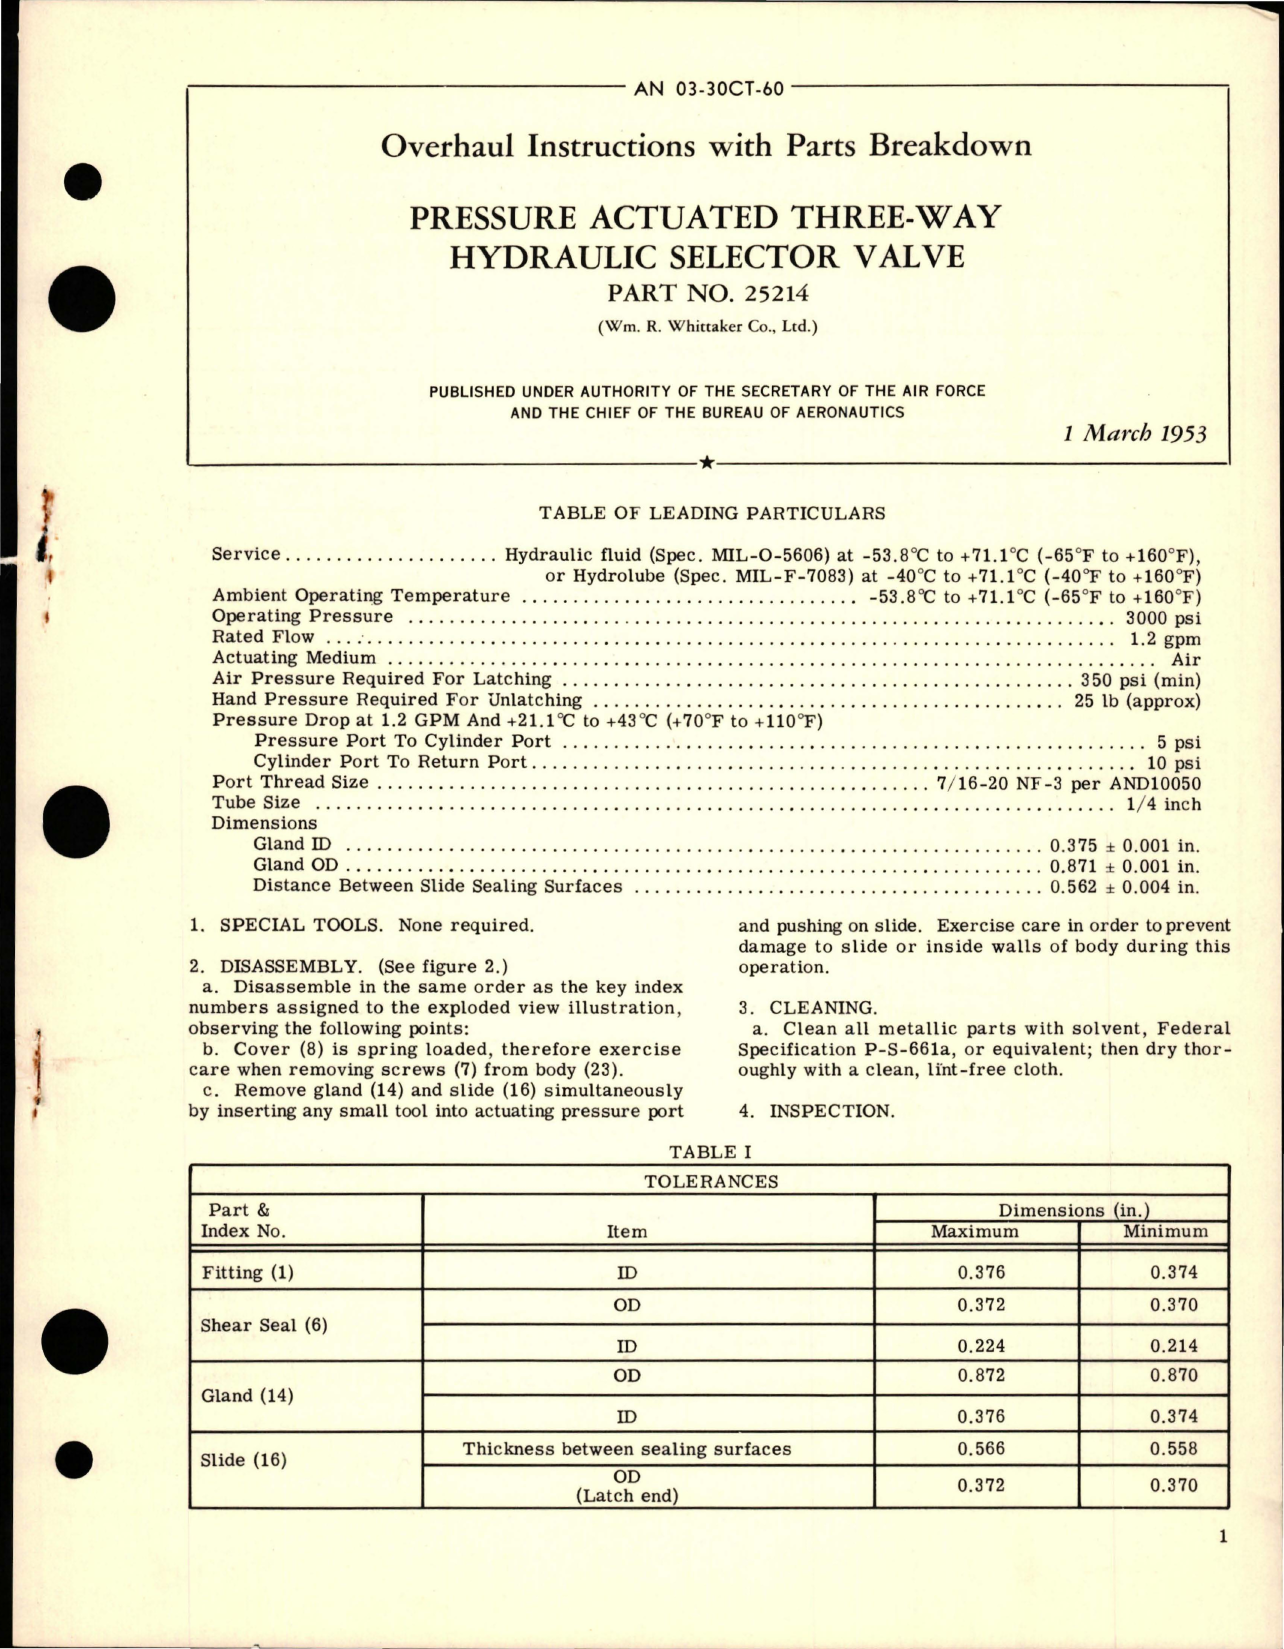 AN 03-30CT-60
Overhaul Instructions with Parts Breakdown
PRESSURE ACTUATED THREE-WAY
HYDRAULIC SELECTOR VALVE
PART NO. 25214
(Wm. R. Whittaker Co., Ltd.)
PUBLISHED UNDER AUTHORITY OF THE SECRETARY OF THE AIR FORCE
AND THE CHIEF OF THE BUREAU OF AERONAUTICS
1 March 1953
TABLE OF LEADING PARTICULARS
Service.................... Hydraulic fluid (Spec. MIL-O-5606) at -53.8°C to +71.1°C (-65°F to +160°F),
or Hydrolube (Spec. MIL-F-7083) at -40°C to +71.1°C (-40°F to +160°F)
Ambient Operating Temperature ................................ -53.8°C to +71.1°C (-65°F to +160°F)
Operating Pressure .................................................................... 3000 psi
Rated Flow ............................................................................ 1.2 gpm
Actuating Medium .......................................................................... Air
Air Pressure Required For Latching ................................................. 350 psi (min)
Hand Pressure Required For Unlatching ............................................. 25 lb (approx)
Pressure Drop at 1.2 GPM And +21.1°C to +43°C (+70°F to +110°F)
Pressure Port To Cylinder Port ........................................................ 5 psi
Cylinder Port To Return Port.......................................................... 10 psi
Port Thread Size ..................................................... 7/16-20 NF-3 per AND10050
Tube Size ............................................................................. 1/4 inch
Dimensions
Gland ID .................................................................. 0.375 ± 0.001 in.
Gland OD.................................................................. 0.871 ± 0.001 in.
Distance Between Slide Sealing Surfaces ....................................... 0.562 ± 0.004 in.
1. SPECIAL TOOLS. None required.
2. DISASSEMBLY. (See figure 2.)
a. Disassemble in the same order as the key index
numbers assigned to the exploded view illustration,
observing the following points:
b. Cover (8) is spring loaded, therefore exercise
care when removing screws (7) from body (23).
c. Remove gland (14) and slide (16) simultaneously
by inserting any small tool into actuating pressure port
and pushing on slide. Exercise care in order to prevent
damage to slide or inside walls of body during this
operation.
3. CLEANING.
a. Clean all metallic parts with solvent, Federal
Specification P-S-661a, or equivalent; then dry thor-
oughly with a clean, lint-free cloth.
4. INSPECTION.
TABLE I
TOLERANCES
Part & Index No. Item Dimensions (in.)
Maximum Minimum
Fitting (1) ID 0.376 0.374
Shear Seal (6) OD 0.372 0.370
ID 0.224 0.214
Gland (14) OD 0.872 0.870
ID 0.376 0.374
Slide (16) Thickness between sealing surfaces 0.566 0.558
OD (Latch end) 0.372 0.370
1